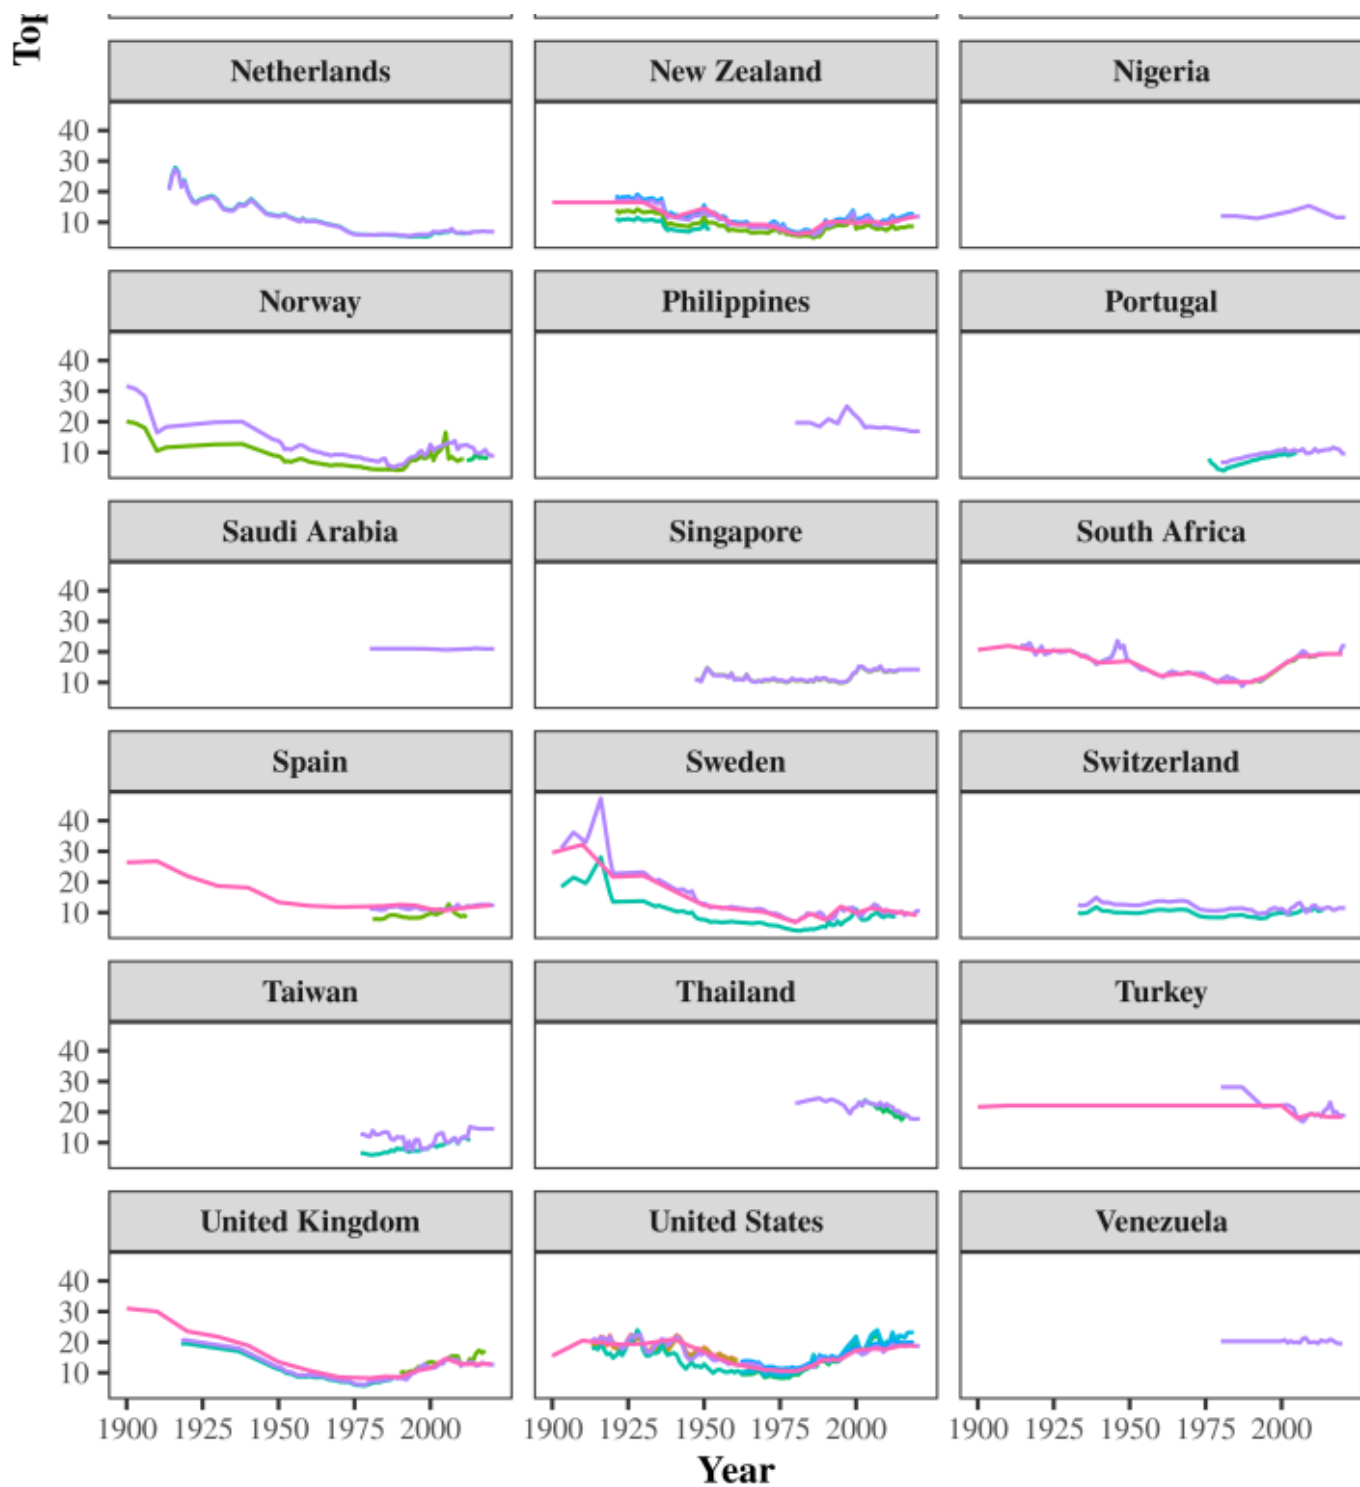 Top
Netherlands New Zealand Nigeria
40
30
20
10
Norway Philippines Portugal
40
30
20
10
Saudi Arabia Singapore South Africa
40
30
20
10
Spain Sweden Switzerland
40
30
20
10
Taiwan Thailand Turkey
40
30
20
10
United Kingdom United States Venezuela
40
30
20
10
1900 1925 1950 1975 2000 1900 1925 1950 1975 2000 1900 1925 1950 1975 2000
Year